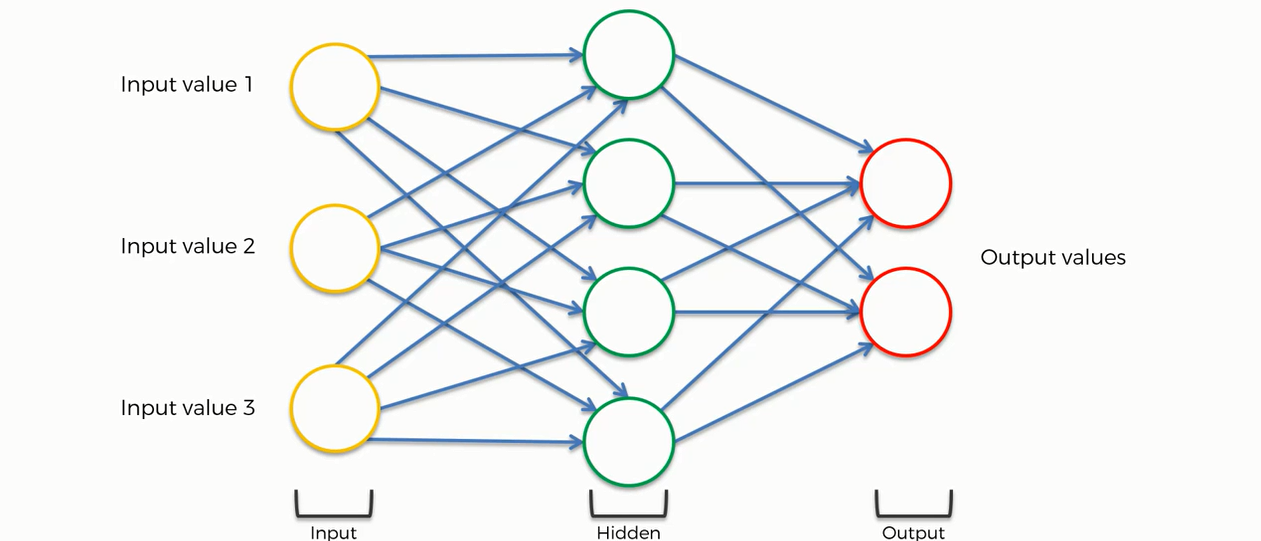 Input value 1
Input value 2
Output values
Input value 3
Input
Hidden
Output